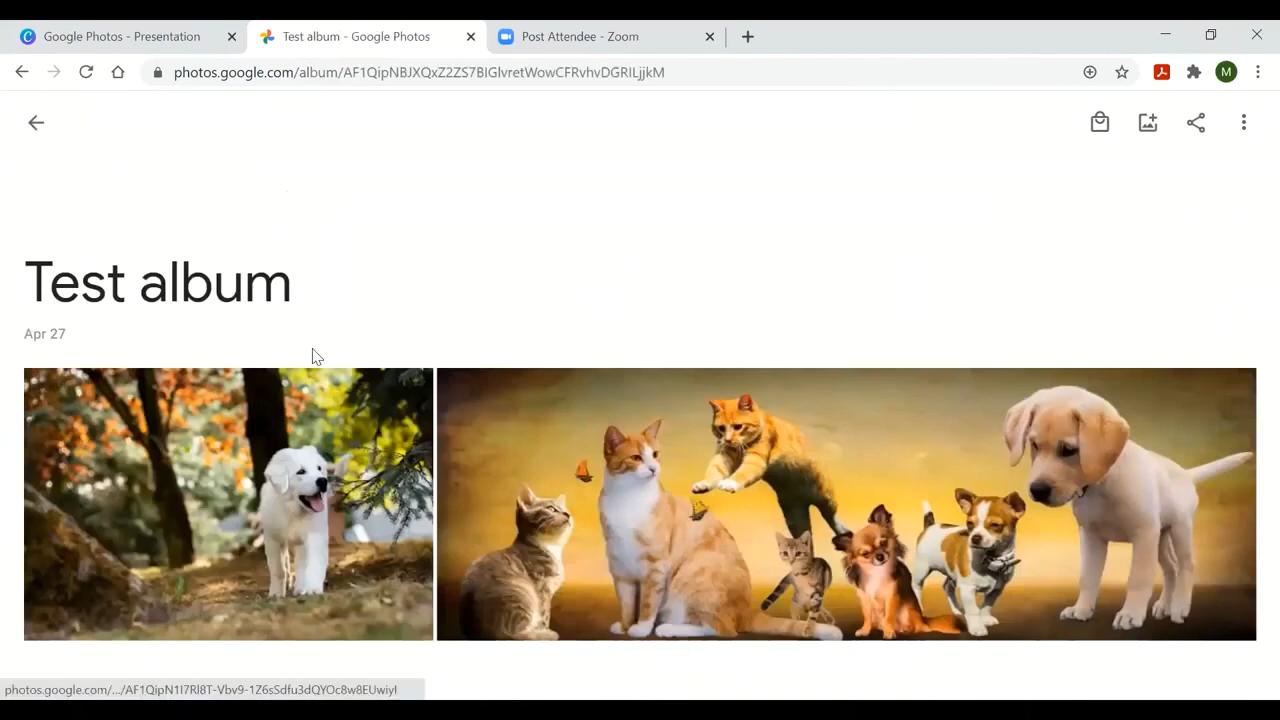 Google Photos - Presentation
Test album - Google Photos
Post Attendee - Zoom
photos.google.com/album/AF1QipNBJXQxZ2ZS7BIGlvretWowCFRvhvDGRILjjkM
M
Test album
Apr 27
photos.google.com/.../AF1QipN1I7Rl8T-Vbv9-1Z6sSdfu3dQYOc8w8EUwiyI